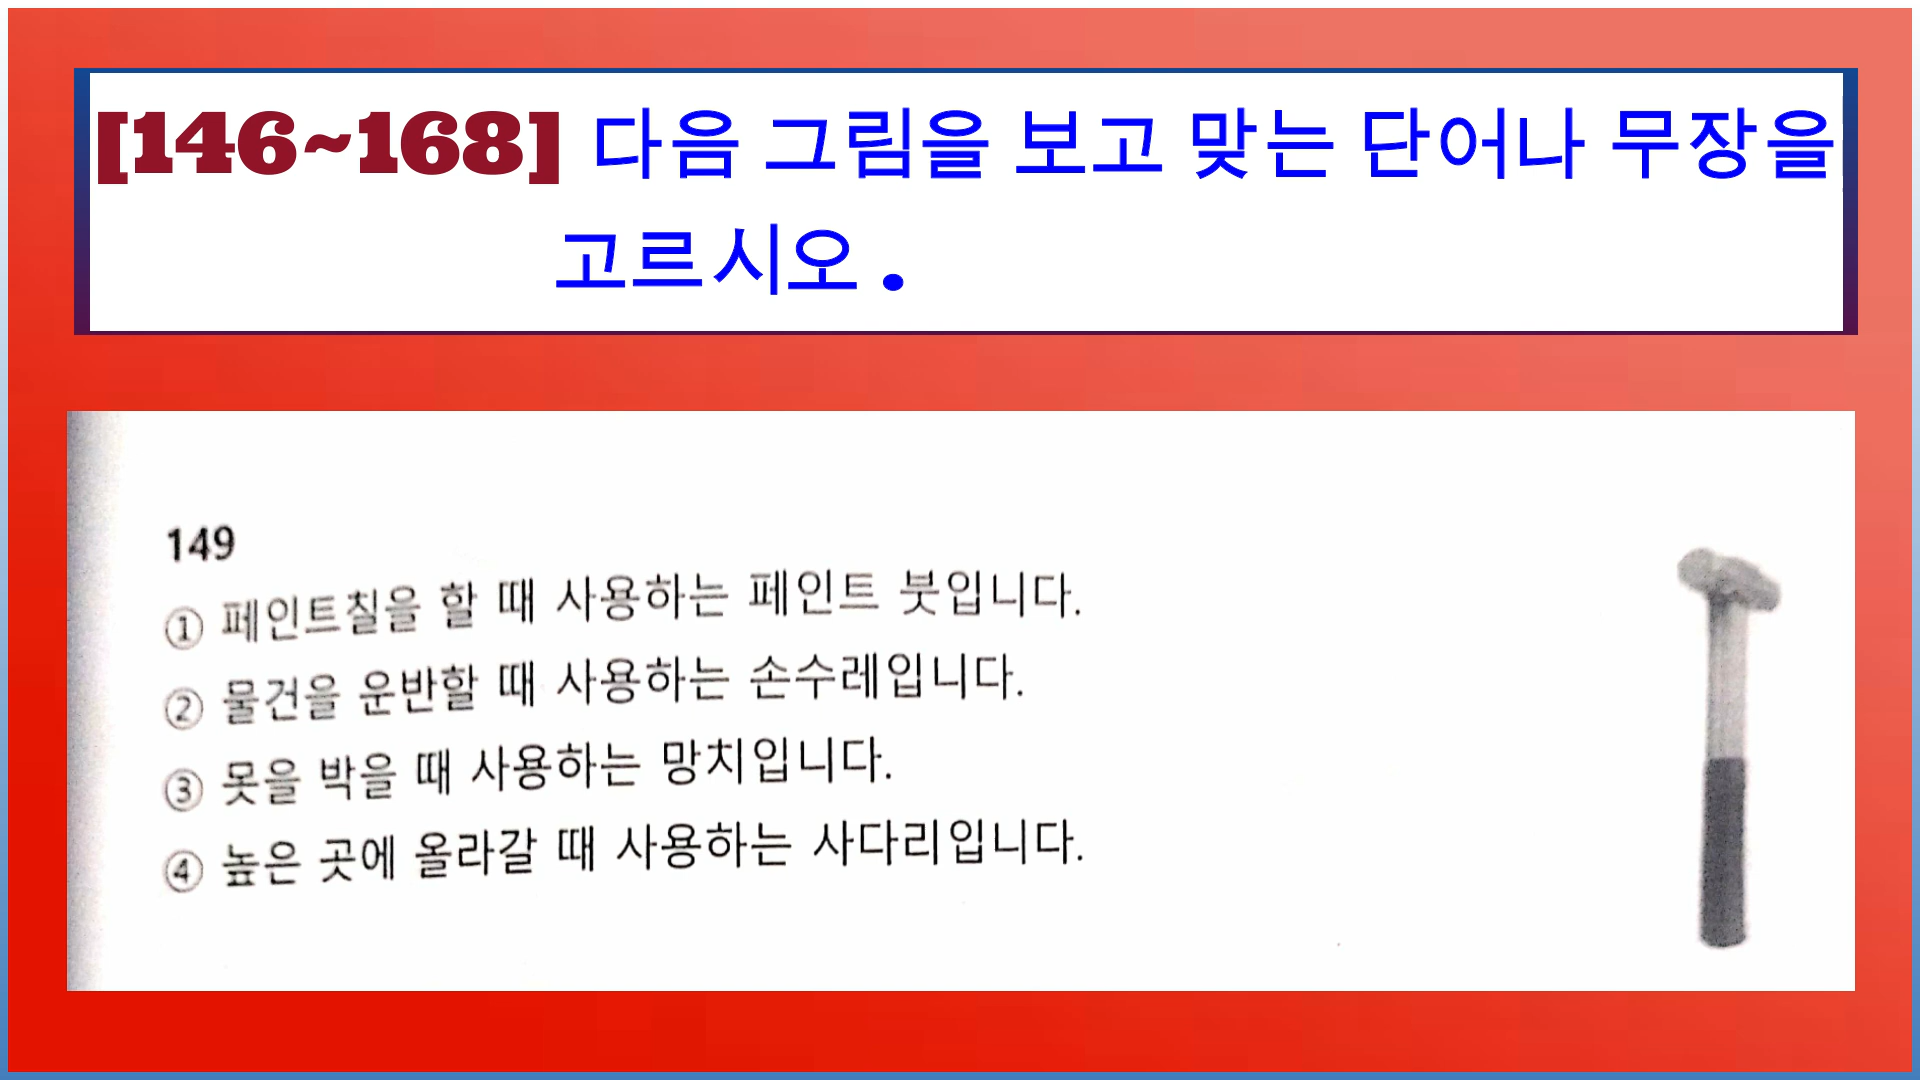 [146~168] 다음 그림을 보고 맞는 단어나 무장을
고르시오.
149
① 페인트칠을 할 때 사용하는 페인트 붓입니다.
② 물건을 운반할 때 사용하는 손수레입니다.
③ 못을 박을 때 사용하는 망치입니다.
④ 높은 곳에 올라갈 때 사용하는 사다리입니다.